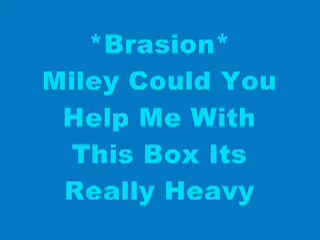 *Brasion*
Miley Could You
Help Me With
This Box Its
Really Heavy